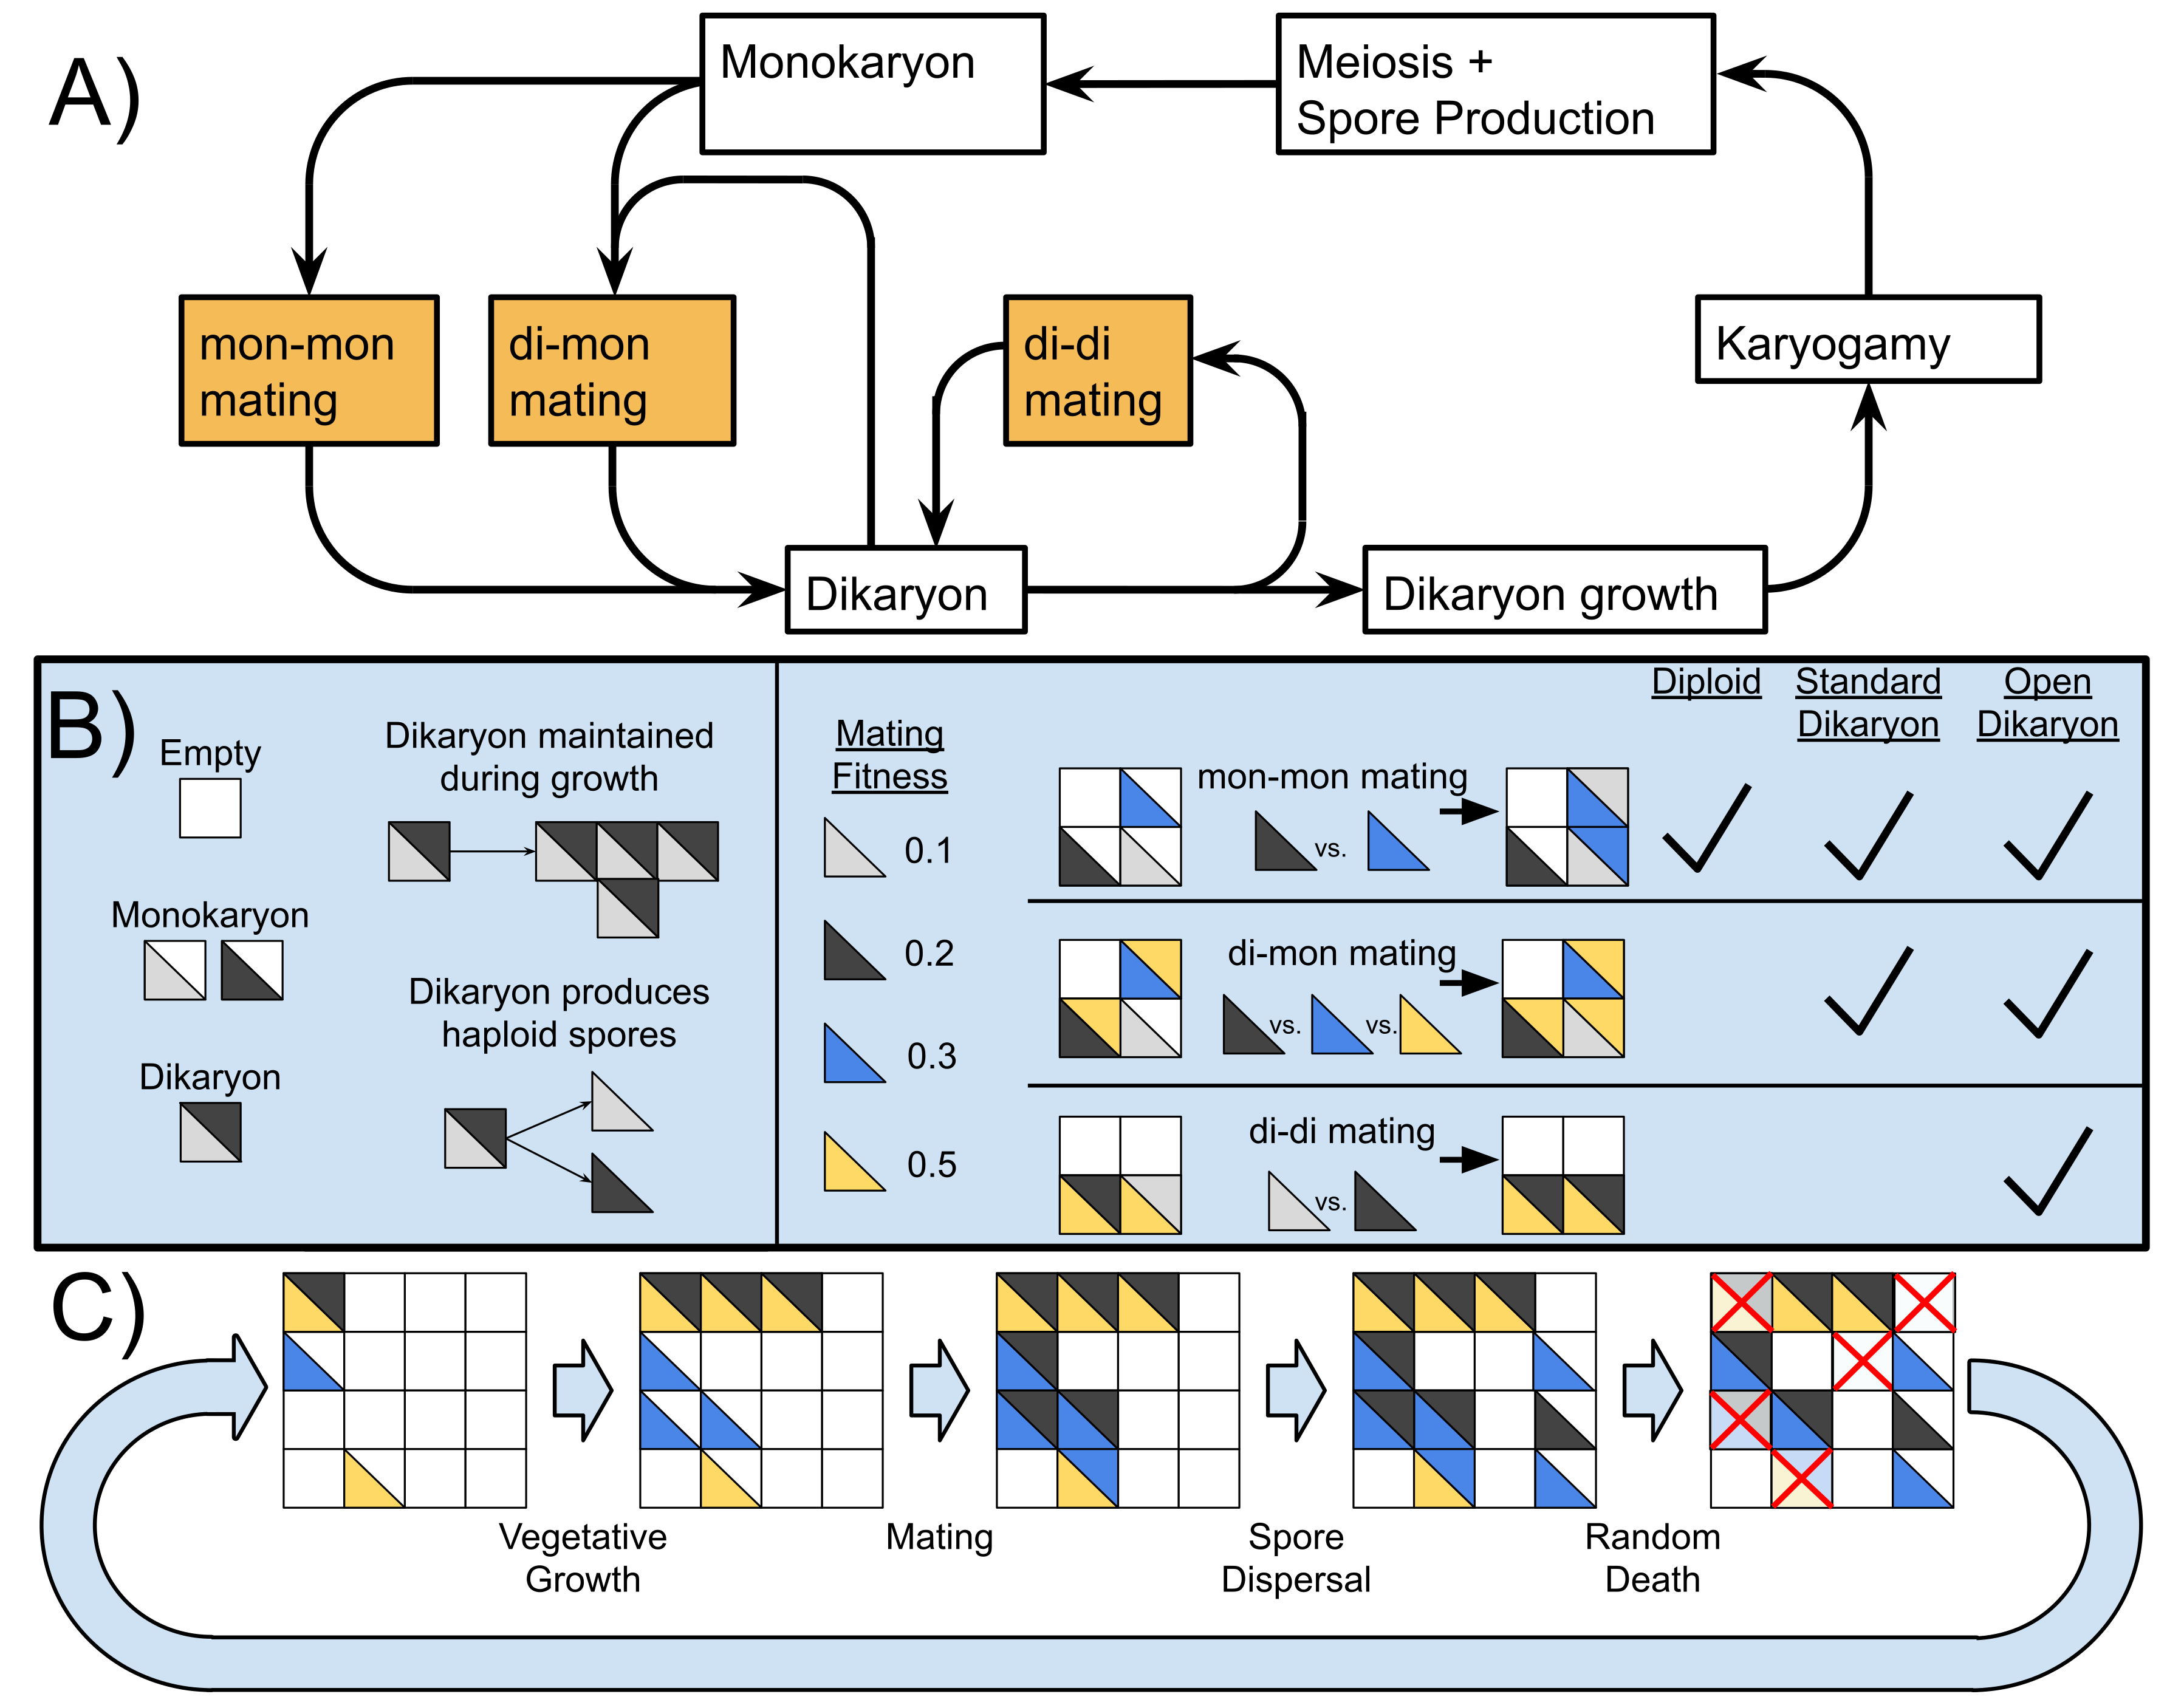 A)
Monokaryon
Meiosis +
Spore Production
mon-mon
mating
di-mon
mating
di-di
mating
Karyogamy
Dikaryon
Dikaryon growth
B)
Empty
Monokaryon
Dikaryon
Dikaryon maintained
during growth
Dikaryon produces
haploid spores
Mating
Fitness
0.1
0.2
0.3
0.5
Diploid
Standard
Dikaryon
Open
Dikaryon
mon-mon mating
vs.
di-mon mating
vs. vs.
di-di mating
vs.
C)
Vegetative
Growth
Mating
Spore
Dispersal
Random
Death